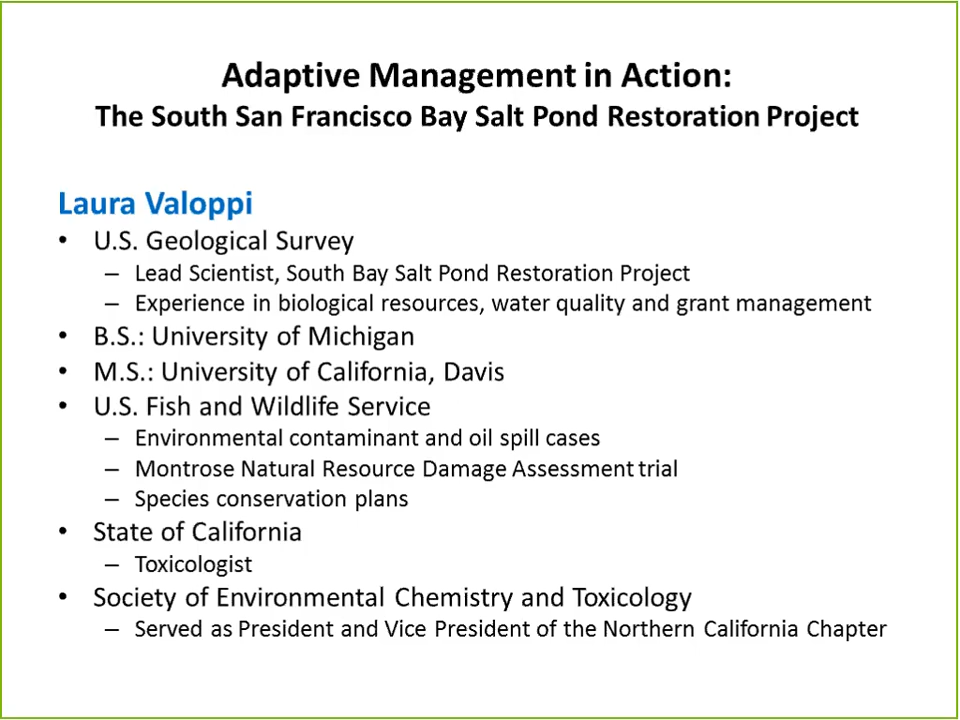 Adaptive Management in Action:
The South San Francisco Bay Salt Pond Restoration Project
Laura Valoppi
• U.S. Geological Survey
– Lead Scientist, South Bay Salt Pond Restoration Project
– Experience in biological resources, water quality and grant management
• B.S.: University of Michigan
• M.S.: University of California, Davis
• U.S. Fish and Wildlife Service
– Environmental contaminant and oil spill cases
– Montrose Natural Resource Damage Assessment trial
– Species conservation plans
• State of California
– Toxicologist
• Society of Environmental Chemistry and Toxicology
– Served as President and Vice President of the Northern California Chapter